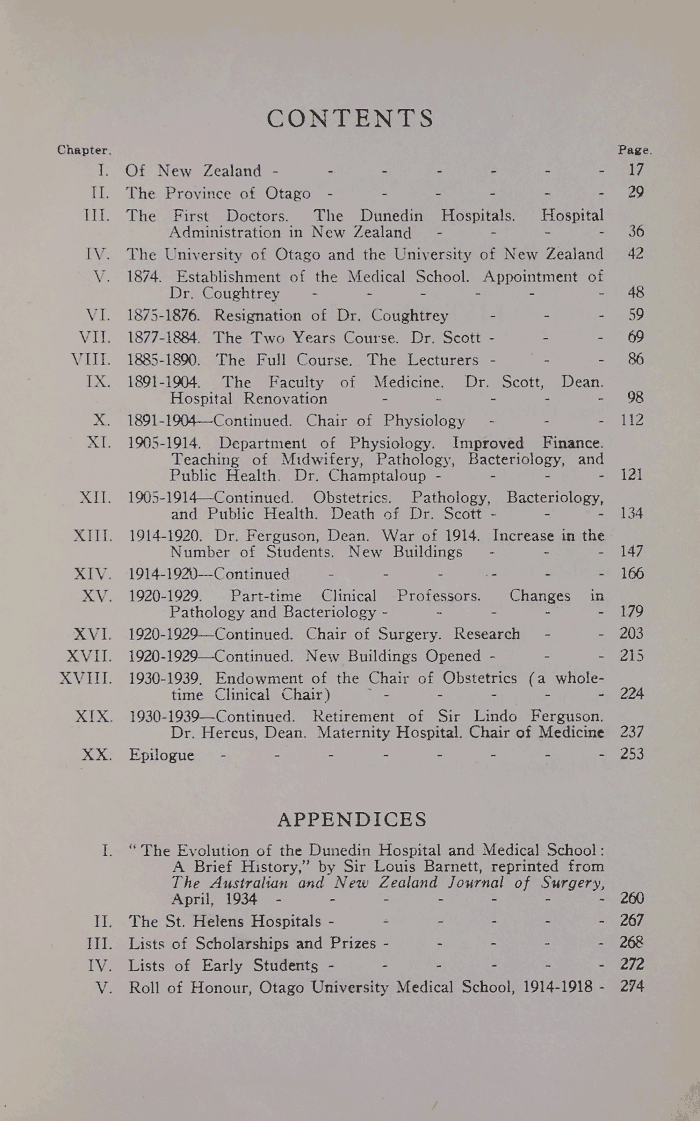 CONTENTS
Chapter. Page.
I. Of New Zealand - - - - - - - 17
II. The Province of Otago - - - - - - 29
III. The First Doctors. The Dunedin Hospitals. Hospital
Administration in New Zealand - - - - 36
IV. The University of Otago and the University of New Zealand 42
V. 1874. Establishment of the Medical School. Appointment of
Dr. Coughtrey - - - - - - 48
VI. 1875-1876. Resignation of Dr. Coughtrey - - - 59
VII. 1877-1884. The Two Years Course. Dr. Scott - - - 69
VIII. 1885-1890. The Full Course. The Lecturers - - - 86
IX. 1891-1904. The Faculty of Medicine. Dr. Scott, Dean.
Hospital Renovation - - - - - 98
X. 1891-1904—Continued. Chair of Physiology - - - 112
XI. 1905-1914. Department of Physiology. Improved Finance.
Teaching of Midwifery, Pathology, Bacteriology, and
Public Health. Dr. Champtaloup - - - - 121
XII. 1905-1914—Continued. Obstetrics. Pathology, Bacteriology,
and Public Health. Death of Dr. Scott - - - 134
XIII. 1914-1920. Dr. Ferguson, Dean. War of 1914. Increase in the
Number of Students. New Buildings - - - 147
XIV. 1914-1920—Continued - - - - - - 166
XV. 1920-1929. Part-time Clinical Professors. Changes in
Pathology and Bacteriology - - - - - 179
XVI. 1920-1929—Continued. Chair of Surgery. Research - - 203
XVII. 1920-1929—Continued. New Buildings Opened - - - 215
XVIII. 1930-1939. Endowment of the Chair of Obstetrics (a whole-
time Clinical Chair) - - - - - 224
XIX. 1930-1939—Continued. Retirement of Sir Lindo Ferguson.
Dr. Hercus, Dean. Maternity Hospital. Chair of Medicine 237
XX. Epilogue - - - - - - - - 253
APPENDICES
I. "The Evolution of the Dunedin Hospital and Medical School:
A Brief History," by Sir Louis Barnett, reprinted from
The Australian and New Zealand Journal of Surgery,
April, 1934 - - - - - - - 260
II. The St. Helens Hospitals - - - - - - 267
III. Lists of Scholarships and Prizes - - - - - 268
IV. Lists of Early Students - - - - - - 272
V. Roll of Honour, Otago University Medical School, 1914-1918 - 274